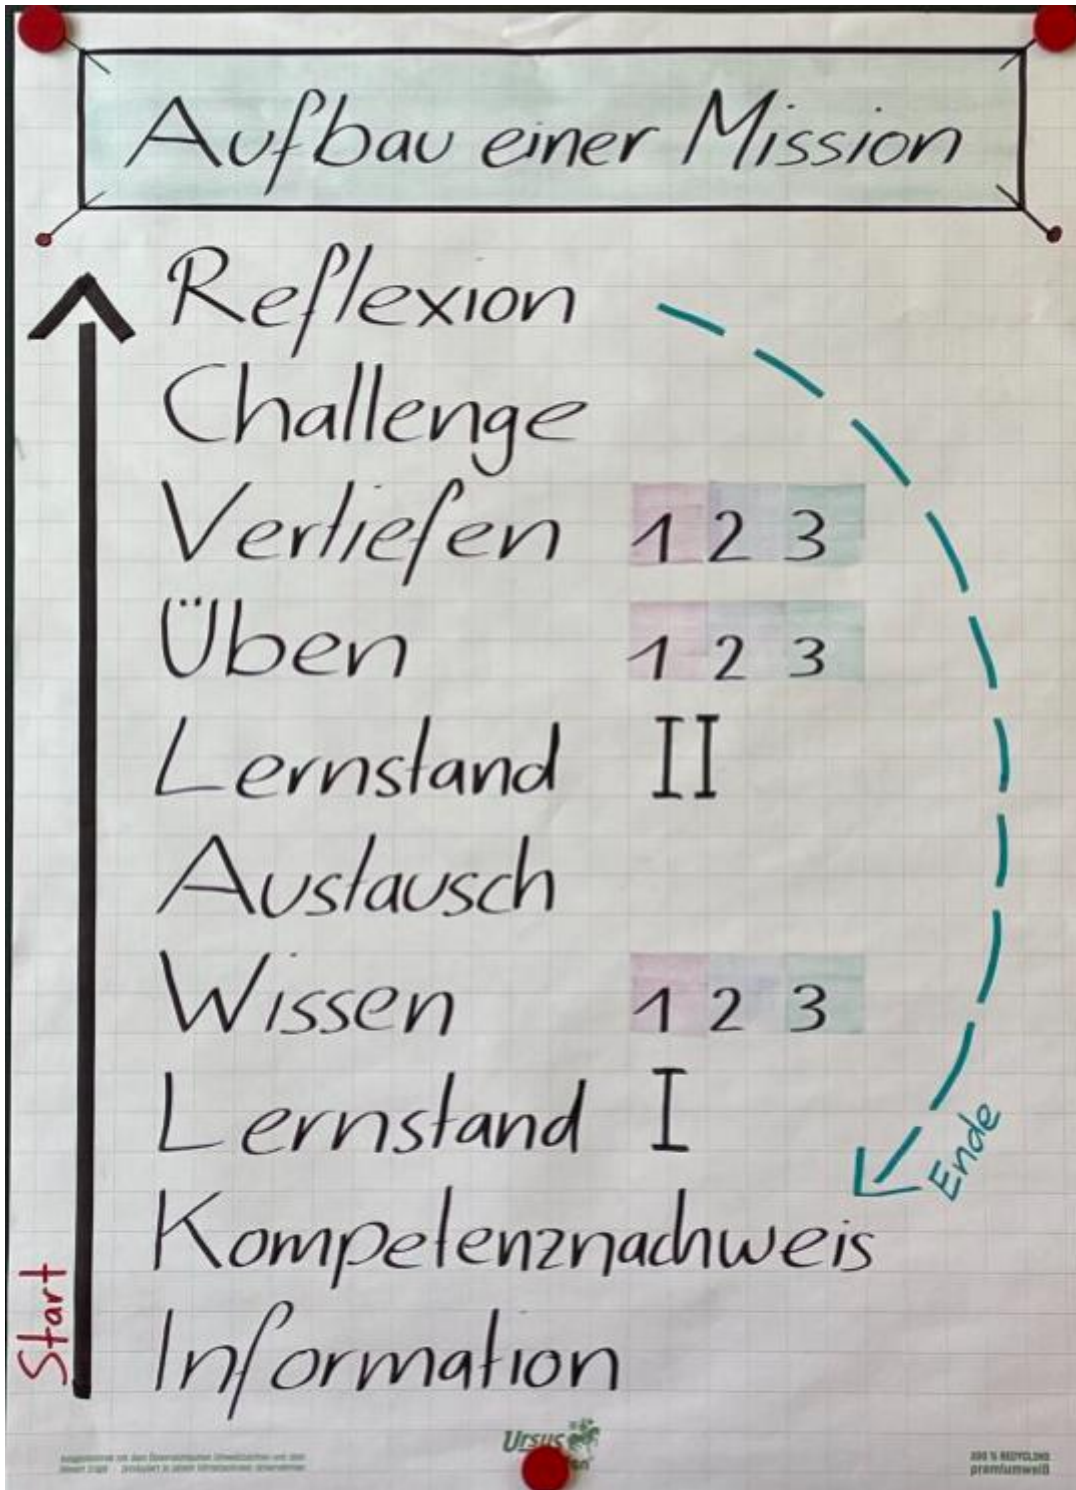 Aufbau einer Mission
Reflexion
Challenge
Vertiefen 1 2 3
Üben 1 2 3
Lernstand II
Austausch
Wissen 1 2 3
Lernstand I
Ende
Kompetenznachweis
Start
Information
Ursus
100 % RECYCLING
premiumweiß